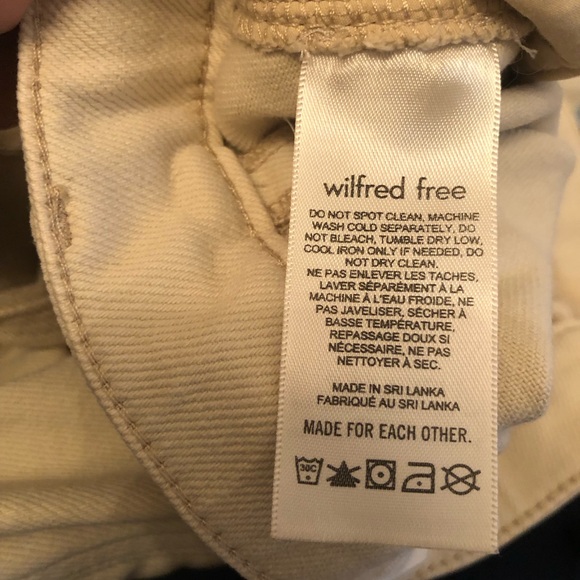 wilfred free
DO NOT SPOT CLEAN, MACHINE
WASH COLD SEPARATELY, DO
NOT BLEACH, TUMBLE DRY LOW,
COOL IRON ONLY IF NEEDED, DO
NOT DRY CLEAN.
NE PAS ENLEVER LES TACHES,
LAVER SÉPARÉMENT À LA
MACHINE À L'EAU FROIDE, NE
PAS JAVELISER, SÉCHER À
BASSE TEMPÉRATURE,
REPASSAGE DOUX SI
NÉCESSAIRE, NE PAS
NETTOYER À SEC.
MADE IN SRI LANKA
FABRIQUÉ AU SRI LANKA
MADE FOR EACH OTHER.
30C